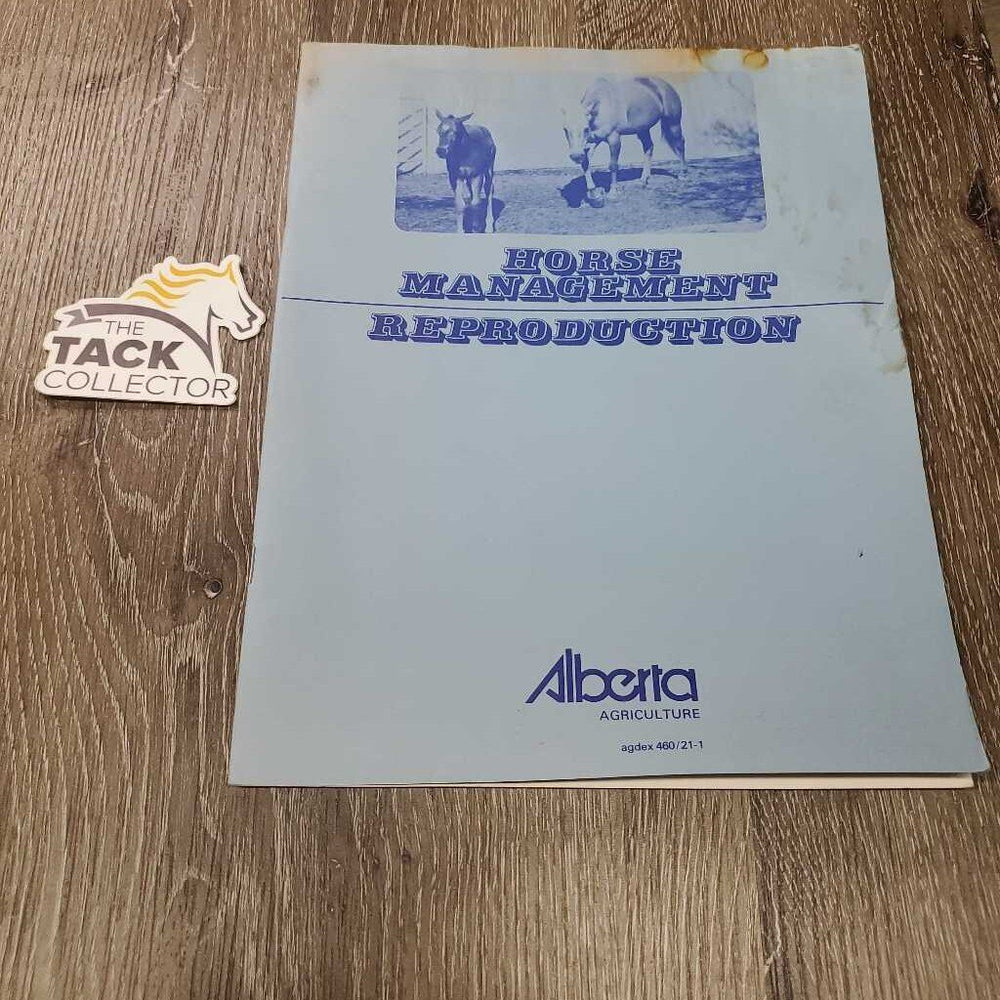 THE
TACK
COLLECTOR
HORSE
MANAGEMENT
REPRODUCTION
Alberta
AGRICULTURE
agdex 460/21-1